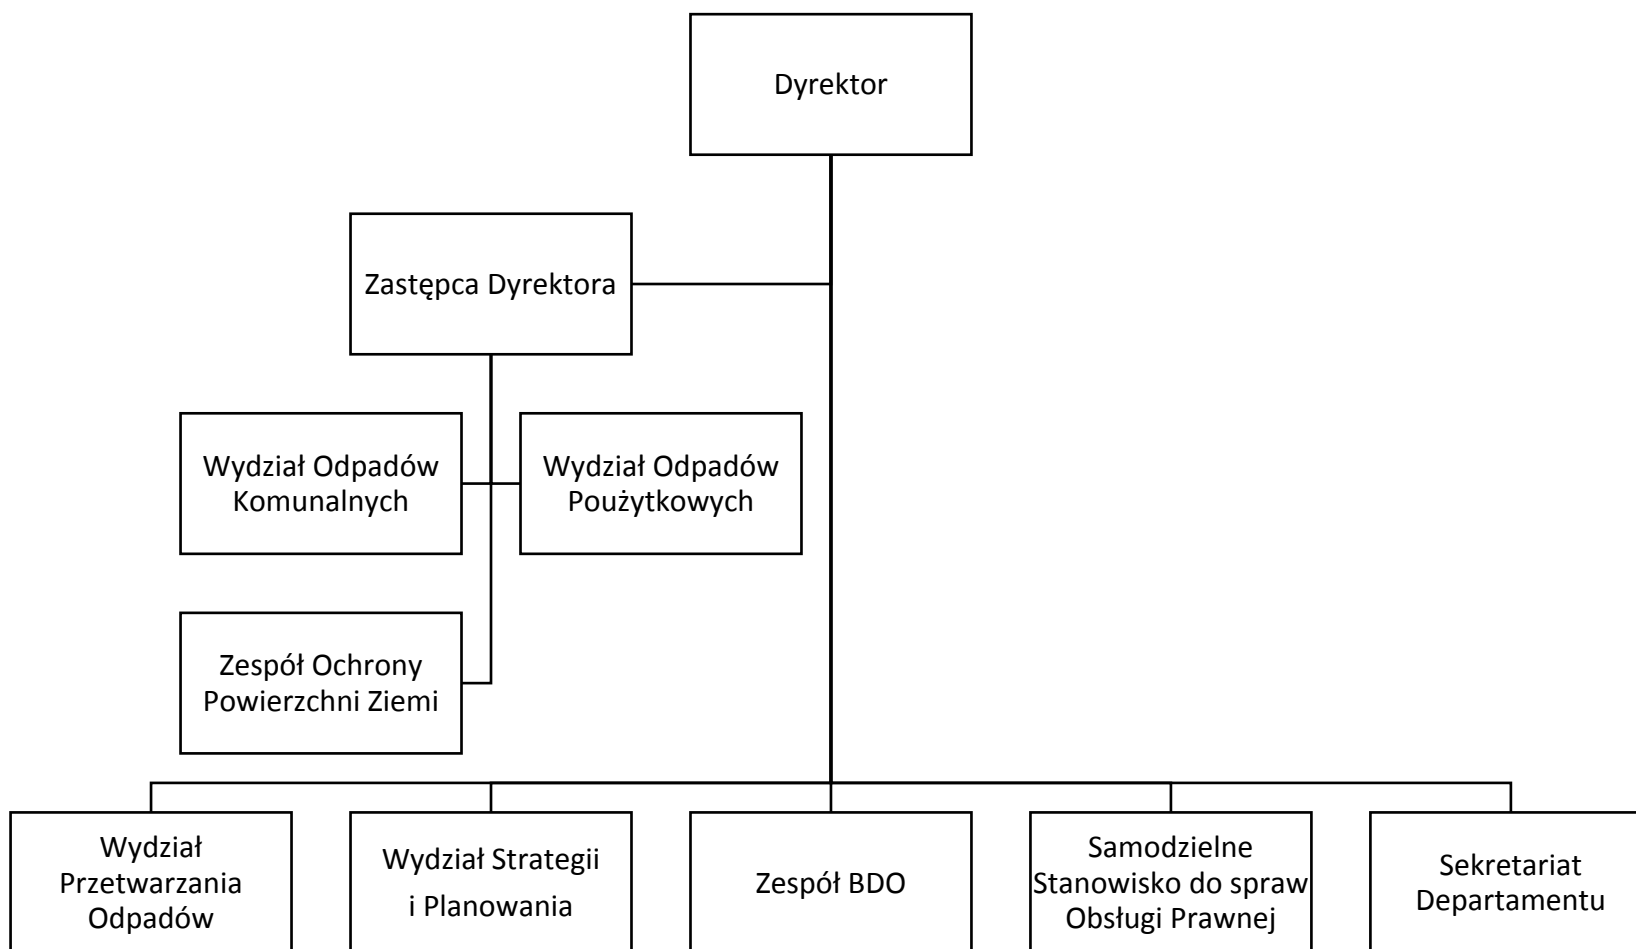 Dyrektor
Zastępca Dyrektora
Wydział Odpadów
Komunalnych
Wydział Odpadów
Poużytkowych
Zespół Ochrony
Powierzchni Ziemi
Wydział
Przetwarzania
Odpadów
Wydział Strategii
i Planowania
Zespół BDO
Samodzielne
Stanowisko do spraw
Obsługi Prawnej
Sekretariat
Departamentu